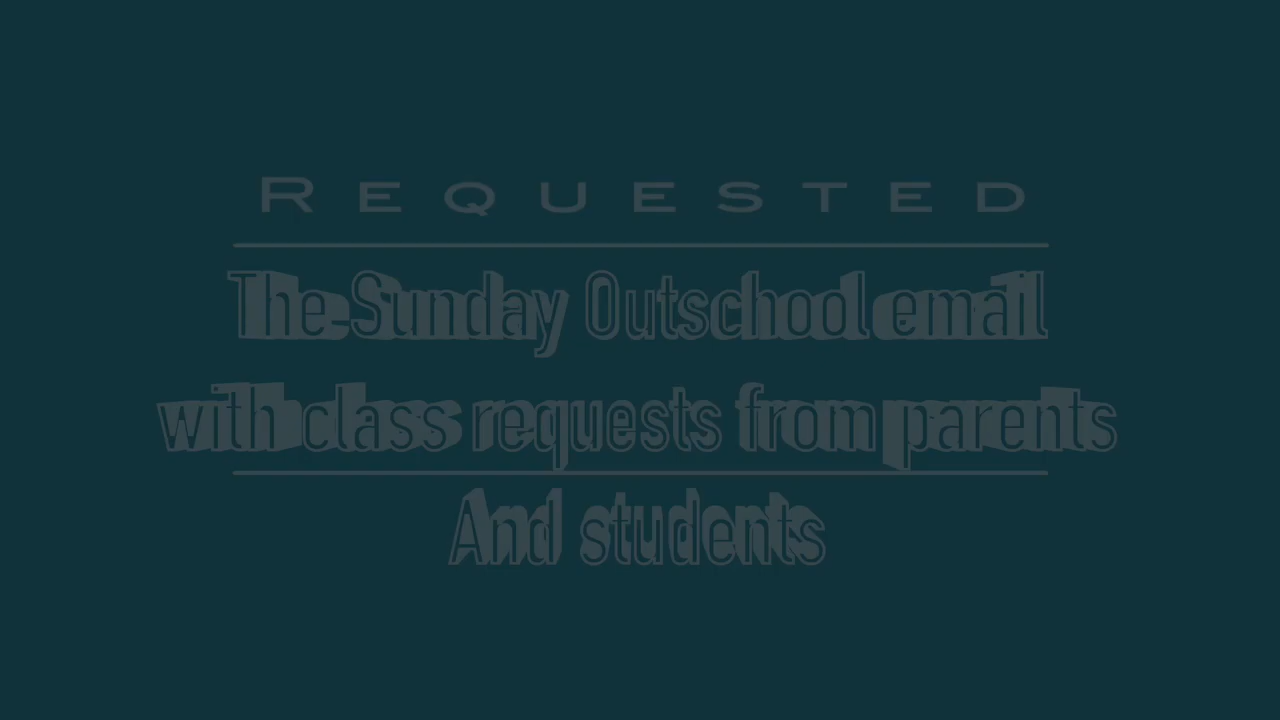 REQUESTED
The Sunday Outschool email
with class requests from parents
And students